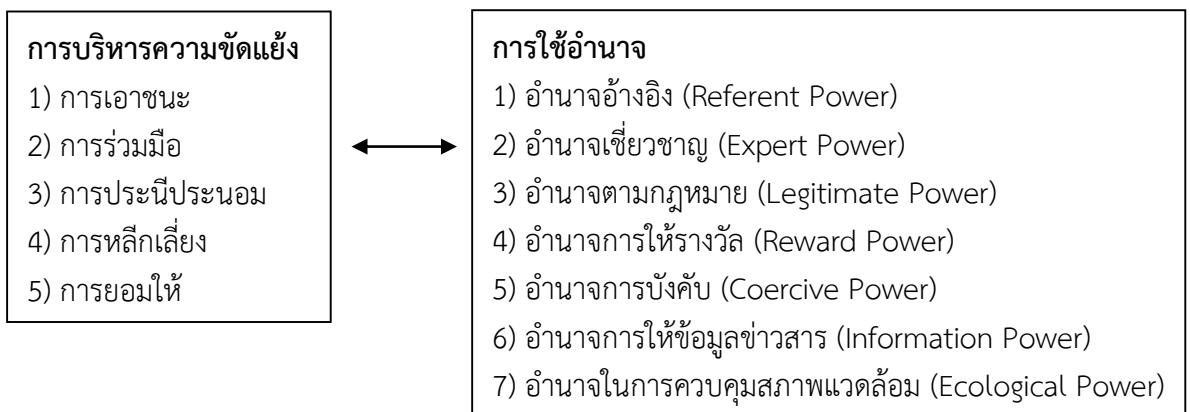 การบริหารความขัดแย้ง
1) การเอาชนะ
2) การร่วมมือ
3) การประนีประนอม
4) การหลีกเลี่ยง
5) การยอมให้
การใช้อำนาจ
1) อำนาจอ้างอิง (Referent Power)
2) อำนาจเชี่ยวชาญ (Expert Power)
3) อำนาจตามกฎหมาย (Legitimate Power)
4) อำนาจการให้รางวัล (Reward Power)
5) อำนาจการบังคับ (Coercive Power)
6) อำนาจการให้ข้อมูลข่าวสาร (Information Power)
7) อำนาจในการควบคุมสภาพแวดล้อม (Ecological Power)